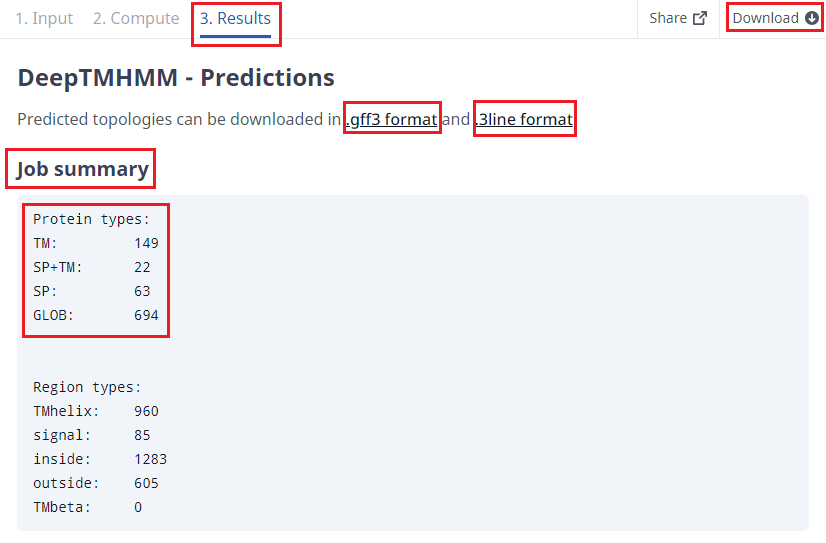 1. Input 2. Compute 3. Results Share Download
DeepTMHMM - Predictions
Predicted topologies can be downloaded in .gff3 format and .3line format
Job summary
Protein types:
TM: 149
SP+TM: 22
SP: 63
GLOB: 694
Region types:
TMhelix: 960
signal: 85
inside: 1283
outside: 605
TMbeta: 0